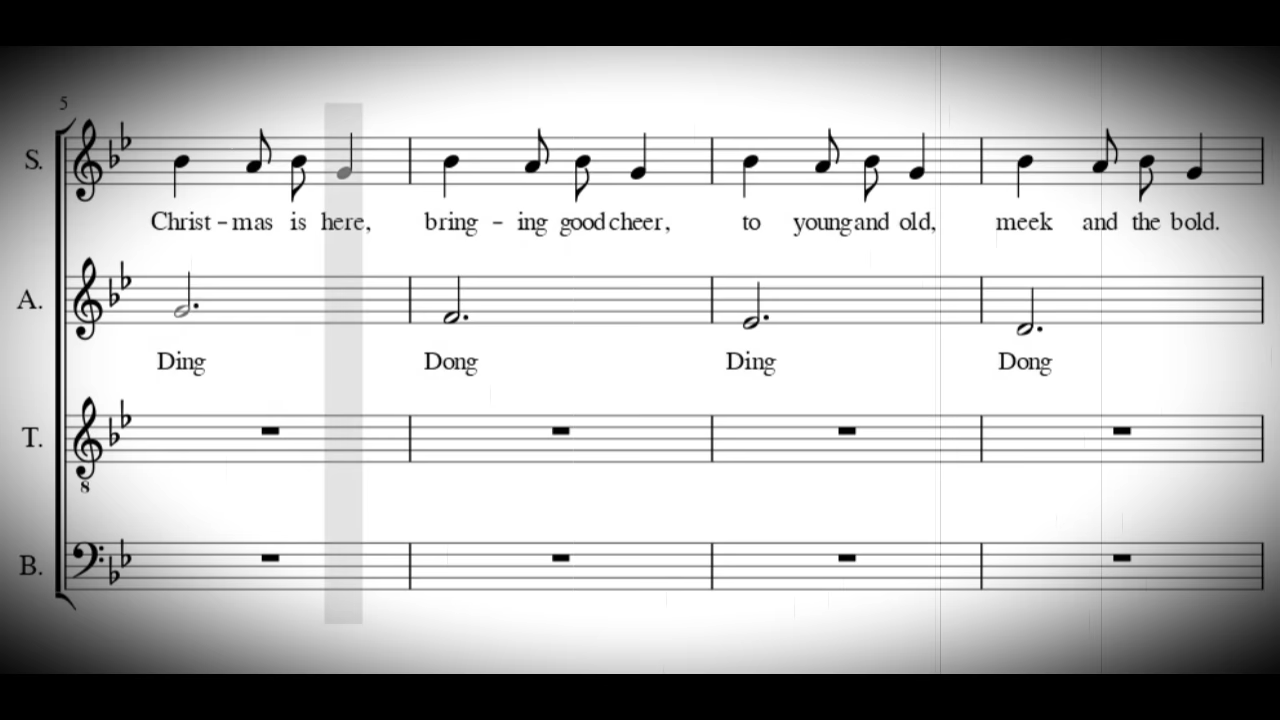 5
S.
Christ - mas is here, bring - ing good cheer, to young and old, meek and the bold.
A.
Ding Dong Ding Dong
T.
8
B.